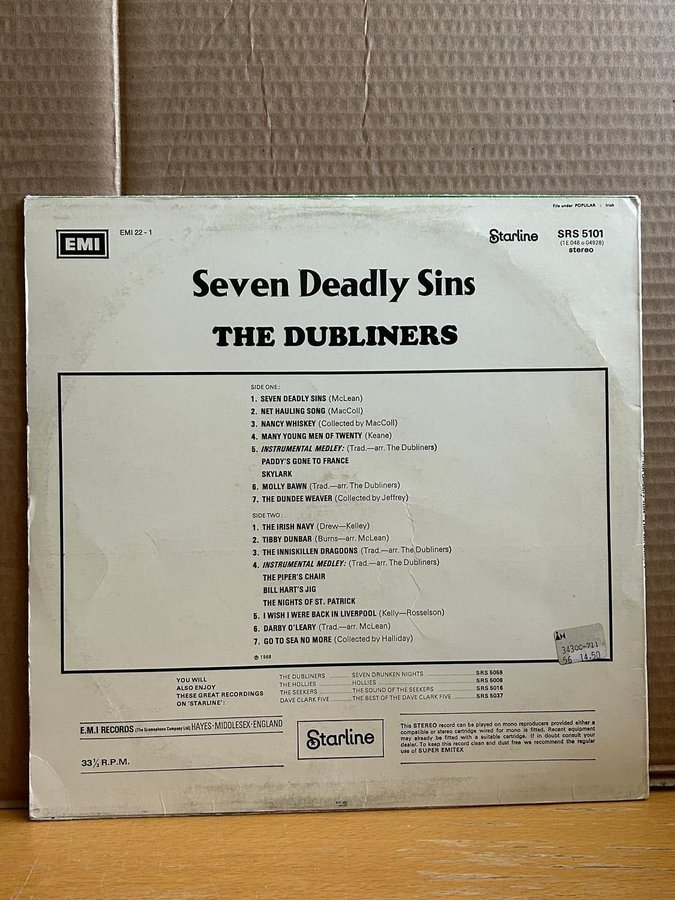 File under POPULAR : Irish
EMI
EMI 22 - 1
Starline
SRS 5101
(1E 048 o 04928)
stereo
Seven Deadly Sins
THE DUBLINERS
SIDE ONE:
1. SEVEN DEADLY SINS (McLean)
2. NET HAULING SONG (MacColl)
3. NANCY WHISKEY (Collected by MacColl)
4. MANY YOUNG MEN OF TWENTY (Keane)
5. INSTRUMENTAL MEDLEY: (Trad.—arr. The Dubliners)
PADDY'S GONE TO FRANCE
SKYLARK
6. MOLLY BAWN (Trad.—arr. The Dubliners)
7. THE DUNDEE WEAVER (Collected by Jeffrey)
SIDE TWO:
1. THE IRISH NAVY (Drew—Kelley)
2. TIBBY DUNBAR (Burns—arr. McLean)
3. THE INNISKILLEN DRAGOONS (Trad.—arr. The Dubliners)
4. INSTRUMENTAL MEDLEY: (Trad.—arr. The Dubliners)
THE PIPER'S CHAIR
BILL HART'S JIG
THE NIGHTS OF ST. PATRICK
5. I WISH I WERE BACK IN LIVERPOOL (Kelly—Rosselson)
6. DARBY O'LEARY (Trad.—arr. McLean)
7. GO TO SEA NO MORE (Collected by Halliday)
℗ 1968
34300-711
56 14.50
YOU WILL
ALSO ENJOY
THESE GREAT RECORDINGS
ON 'STARLINE':
THE DUBLINERS SEVEN DRUNKEN NIGHTS SRS 5059
THE HOLLIES HOLLIES SRS 5008
THE SEEKERS THE SOUND OF THE SEEKERS SRS 5016
DAVE CLARK FIVE THE BEST OF THE DAVE CLARK FIVE SRS 5037
E.M.I RECORDS (The Gramophone Company Ltd) HAYES·MIDDLESEX·ENGLAND
33⅓ R.P.M.
Starline
This STEREO record can be played on mono reproducers provided either a
compatible or stereo cartridge wired for mono is fitted. Recent equipment
may already be fitted with a suitable cartridge. If in doubt consult your
dealer. To keep this record clean and dust free we recommend the regular
use of SUPER EMITEX